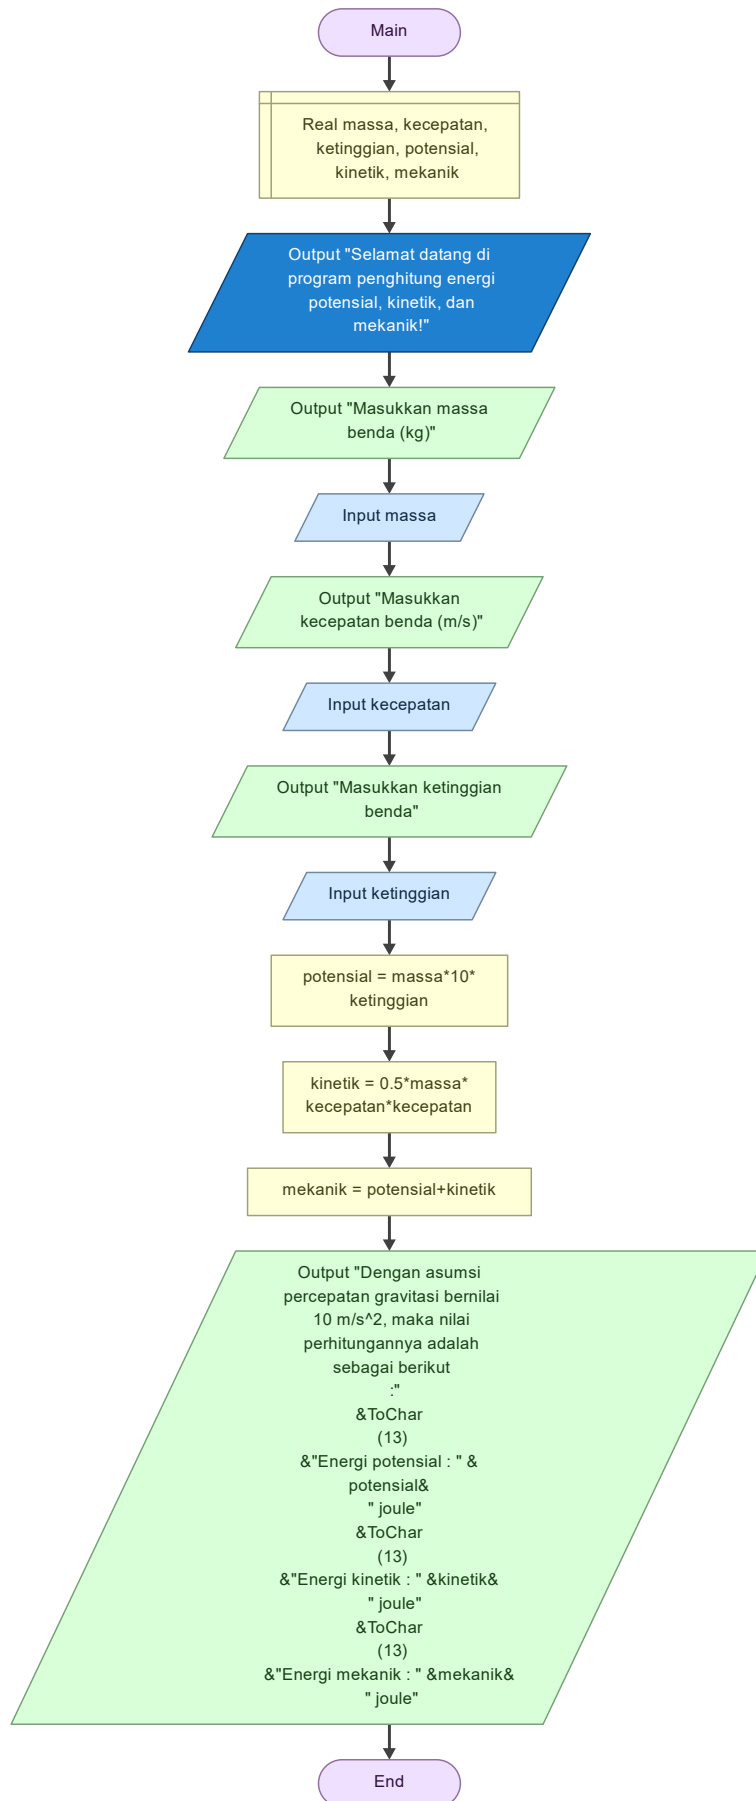 Main
Real massa, kecepatan,
ketinggian, potensial,
kinetik, mekanik
Output "Selamat datang di
program penghitung energi
potensial, kinetik, dan
mekanik!"
Output "Masukkan massa
benda (kg)"
Input massa
Output "Masukkan
kecepatan benda (m/s)"
Input kecepatan
Output "Masukkan ketinggian
benda"
Input ketinggian
potensial = massa*10*
ketinggian
kinetik = 0.5*massa*
kecepatan*kecepatan
mekanik = potensial+kinetik
Output "Dengan asumsi
percepatan gravitasi bernilai
10 m/s^2, maka nilai
perhitungannya adalah
sebagai berikut
:"
&ToChar
(13)
&"Energi potensial : " &
potensial&
" joule"
&ToChar
(13)
&"Energi kinetik : " &kinetik&
" joule"
&ToChar
(13)
&"Energi mekanik : " &mekanik&
" joule"
End